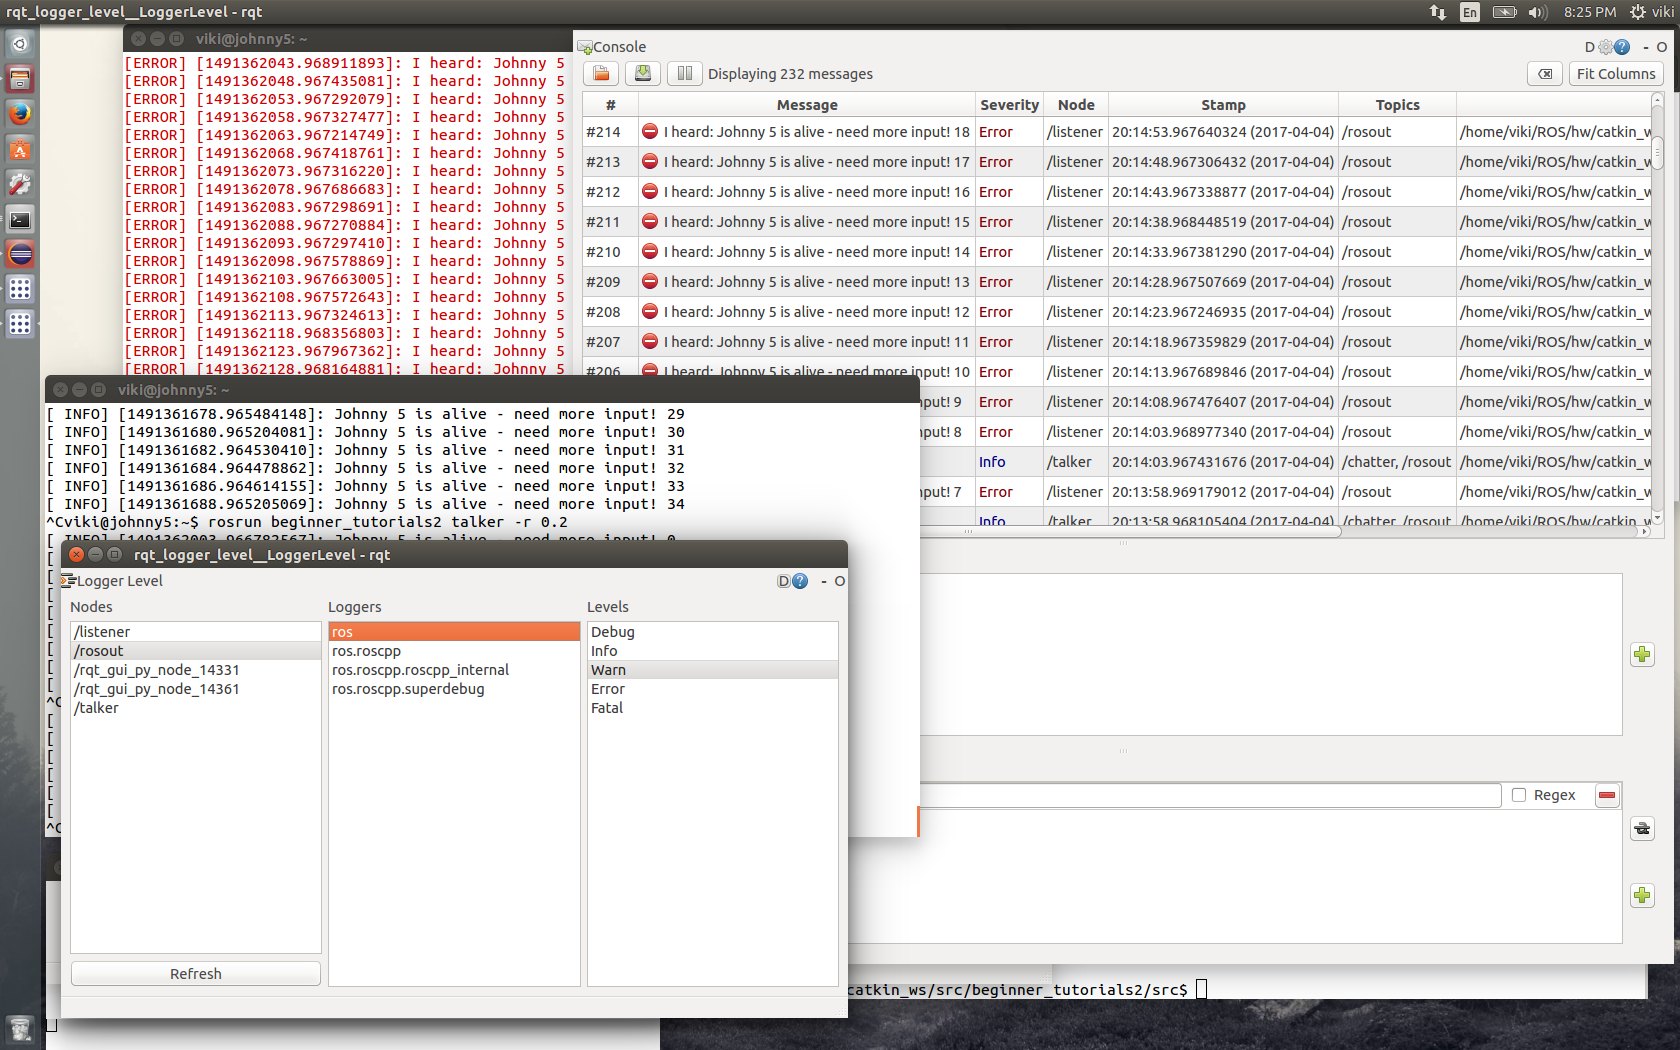 rqt_logger_level__LoggerLevel - rqt
En
8:25 PM
viki
viki@johnny5: ~
[ERROR] [1491362043.968911893]: I heard: Johnny 5
[ERROR] [1491362048.967435081]: I heard: Johnny 5
[ERROR] [1491362053.967292079]: I heard: Johnny 5
[ERROR] [1491362058.967327477]: I heard: Johnny 5
[ERROR] [1491362063.967214749]: I heard: Johnny 5
[ERROR] [1491362068.967418761]: I heard: Johnny 5
[ERROR] [1491362073.967316220]: I heard: Johnny 5
[ERROR] [1491362078.967686683]: I heard: Johnny 5
[ERROR] [1491362083.967298691]: I heard: Johnny 5
[ERROR] [1491362088.967270884]: I heard: Johnny 5
[ERROR] [1491362093.967297410]: I heard: Johnny 5
[ERROR] [1491362098.967578869]: I heard: Johnny 5
[ERROR] [1491362103.967663005]: I heard: Johnny 5
[ERROR] [1491362108.967572643]: I heard: Johnny 5
[ERROR] [1491362113.967324613]: I heard: Johnny 5
[ERROR] [1491362118.968356803]: I heard: Johnny 5
[ERROR] [1491362123.967967362]: I heard: Johnny 5
[ERROR] [1491362128.968164881]: I heard: Johnny 5
Console
D ? - O
Displaying 232 messages
Fit Columns
# Message Severity Node Stamp Topics
#214 I heard: Johnny 5 is alive - need more input! 18 Error /listener 20:14:53.967640324 (2017-04-04) /rosout /home/viki/ROS/hw/catkin_w
#213 I heard: Johnny 5 is alive - need more input! 17 Error /listener 20:14:48.967306432 (2017-04-04) /rosout /home/viki/ROS/hw/catkin_w
#212 I heard: Johnny 5 is alive - need more input! 16 Error /listener 20:14:43.967338877 (2017-04-04) /rosout /home/viki/ROS/hw/catkin_w
#211 I heard: Johnny 5 is alive - need more input! 15 Error /listener 20:14:38.968448519 (2017-04-04) /rosout /home/viki/ROS/hw/catkin_w
#210 I heard: Johnny 5 is alive - need more input! 14 Error /listener 20:14:33.967381290 (2017-04-04) /rosout /home/viki/ROS/hw/catkin_w
#209 I heard: Johnny 5 is alive - need more input! 13 Error /listener 20:14:28.967507669 (2017-04-04) /rosout /home/viki/ROS/hw/catkin_w
#208 I heard: Johnny 5 is alive - need more input! 12 Error /listener 20:14:23.967246935 (2017-04-04) /rosout /home/viki/ROS/hw/catkin_w
#207 I heard: Johnny 5 is alive - need more input! 11 Error /listener 20:14:18.967359829 (2017-04-04) /rosout /home/viki/ROS/hw/catkin_w
#206 I heard: Johnny 5 is alive - need more input! 10 Error /listener 20:14:13.967689846 (2017-04-04) /rosout /home/viki/ROS/hw/catkin_w
put! 9 Error /listener 20:14:08.967476407 (2017-04-04) /rosout /home/viki/ROS/hw/catkin_w
put! 8 Error /listener 20:14:03.968977340 (2017-04-04) /rosout /home/viki/ROS/hw/catkin_w
Info /talker 20:14:03.967431676 (2017-04-04) /chatter, /rosout /home/viki/ROS/hw/catkin_w
put! 7 Error /listener 20:13:58.969179012 (2017-04-04) /rosout /home/viki/ROS/hw/catkin_w
Info /talker 20:13:58.968105404 (2017-04-04) /chatter, /rosout /home/viki/ROS/hw/catkin_w
viki@johnny5: ~
[ INFO] [1491361678.965484148]: Johnny 5 is alive - need more input! 29
[ INFO] [1491361680.965204081]: Johnny 5 is alive - need more input! 30
[ INFO] [1491361682.964530410]: Johnny 5 is alive - need more input! 31
[ INFO] [1491361684.964478862]: Johnny 5 is alive - need more input! 32
[ INFO] [1491361686.964614155]: Johnny 5 is alive - need more input! 33
[ INFO] [1491361688.965205069]: Johnny 5 is alive - need more input! 34
^Cviki@johnny5:~$ rosrun beginner_tutorials2 talker -r 0.2
[ INFO] [1491362003.966782567]: Johnny 5 is alive - need more input! 0
rqt_logger_level__LoggerLevel - rqt
Logger Level
D ? - O
Nodes
/listener
/rosout
/rqt_gui_py_node_14331
/rqt_gui_py_node_14361
/talker
Refresh
Loggers
ros
ros.roscpp
ros.roscpp.roscpp_internal
ros.roscpp.superdebug
Levels
Debug
Info
Warn
Error
Fatal
Regex
catkin_ws/src/beginner_tutorials2/src$